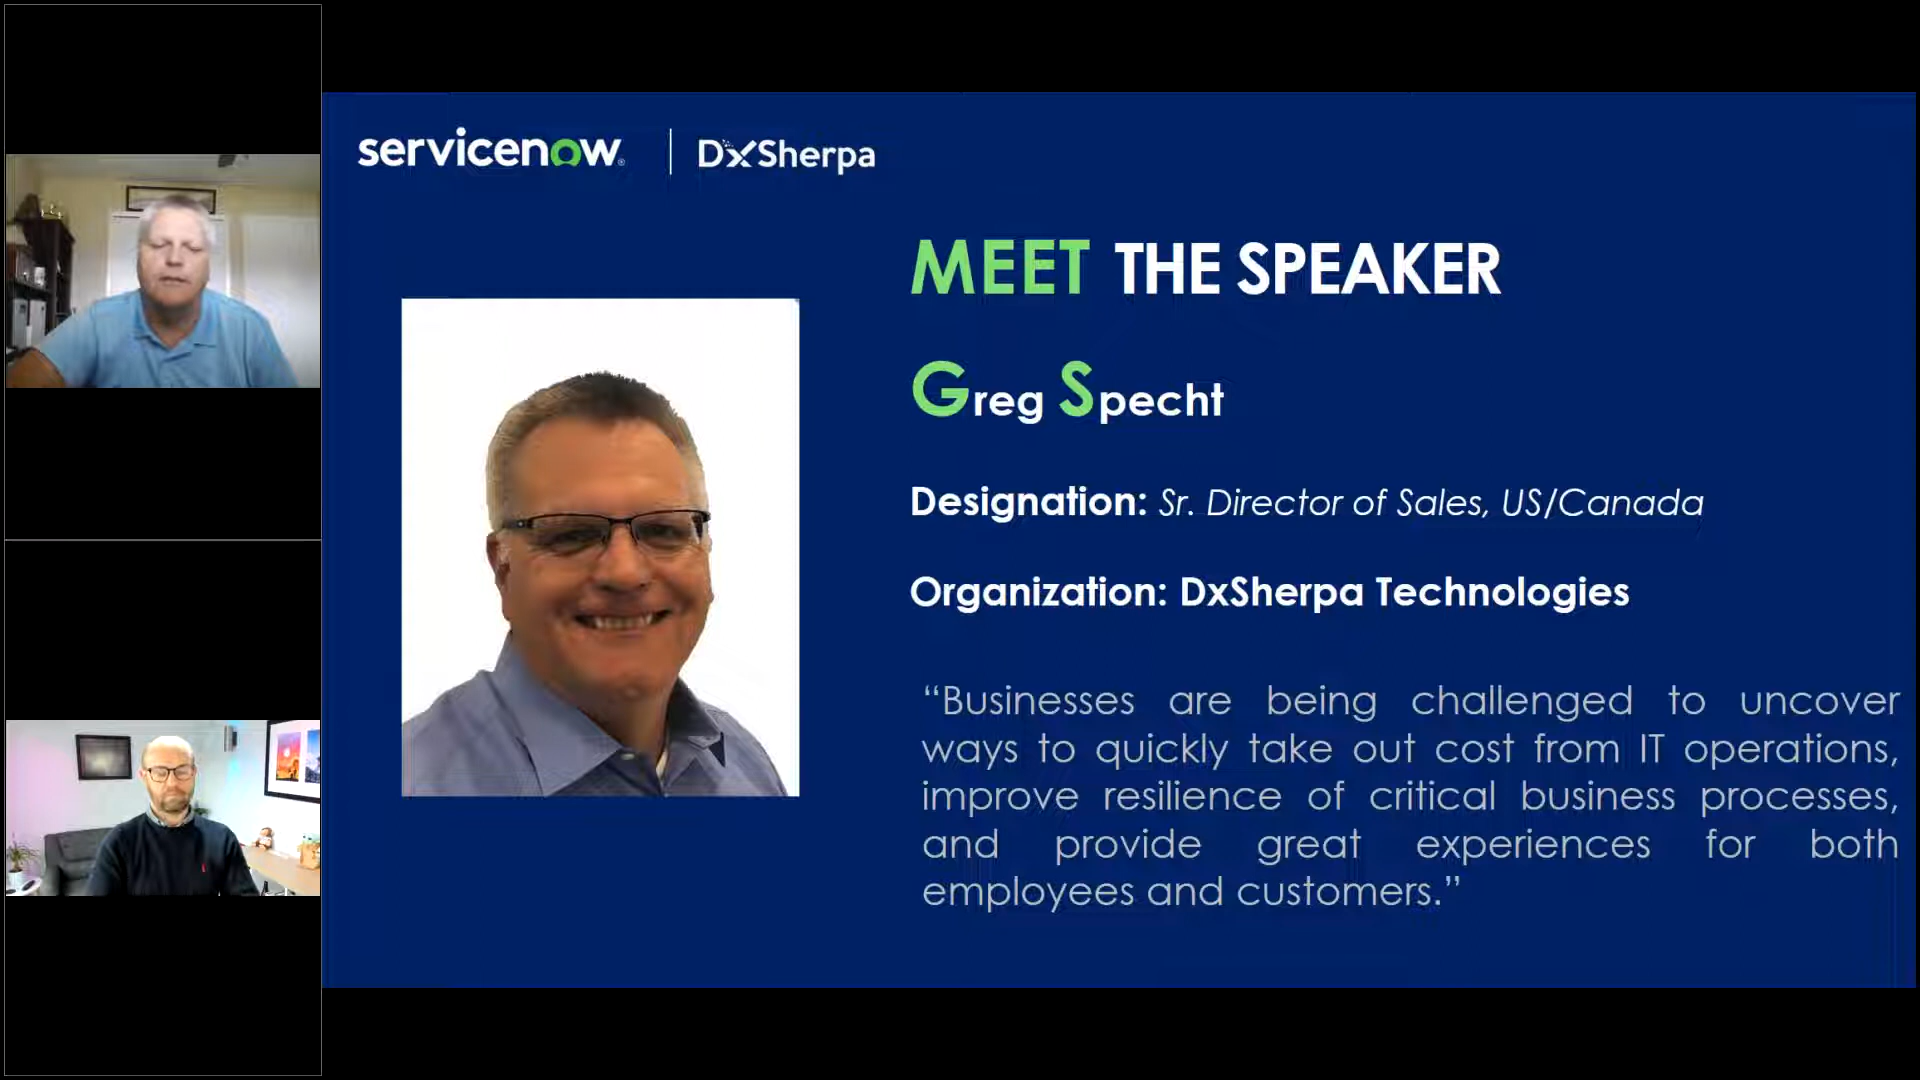 servicenow
DxSherpa
MEET THE SPEAKER
Greg Specht
Designation: Sr. Director of Sales, US/Canada
Organization: DxSherpa Technologies
“Businesses are being challenged to uncover
ways to quickly take out cost from IT operations,
improve resilience of critical business processes,
and provide great experiences for both
employees and customers.”